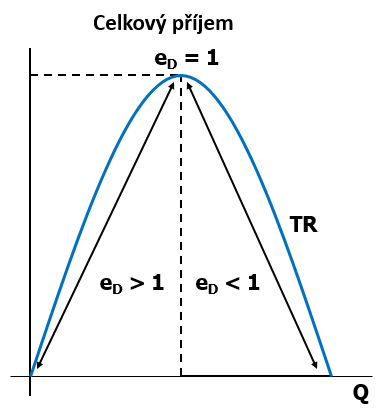 Celkový příjem
eD = 1
TR
eD > 1
eD < 1
Q